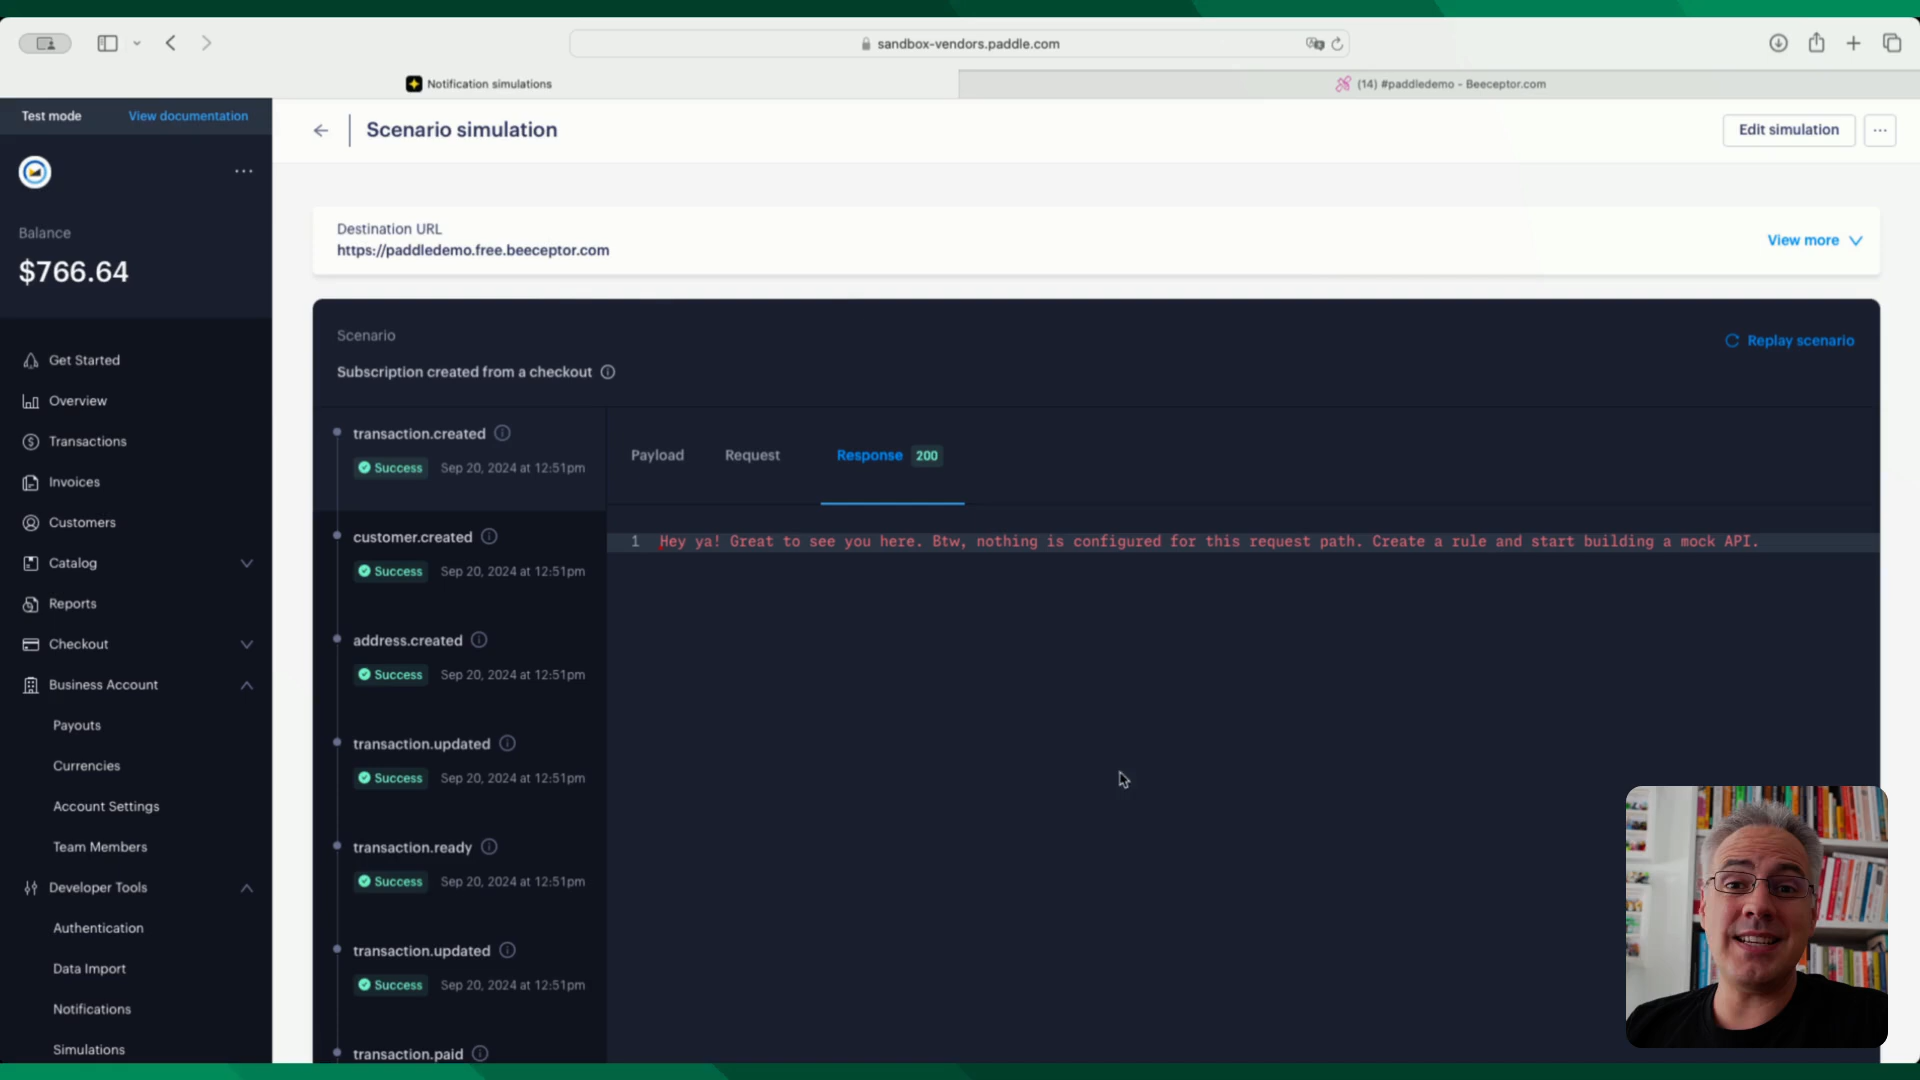 sandbox-vendors.paddle.com
Notification simulations
(14) #paddledemo - Beeceptor.com
Test mode
View documentation
Balance
$766.64
Get Started
Overview
Transactions
Invoices
Customers
Catalog
Reports
Checkout
Business Account
Payouts
Currencies
Account Settings
Team Members
Developer Tools
Authentication
Data Import
Notifications
Simulations
Scenario simulation
Edit simulation
Destination URL
https://paddledemo.free.beeceptor.com
View more
Scenario
Replay scenario
Subscription created from a checkout
transaction.created
Success Sep 20, 2024 at 12:51pm
customer.created
Success Sep 20, 2024 at 12:51pm
address.created
Success Sep 20, 2024 at 12:51pm
transaction.updated
Success Sep 20, 2024 at 12:51pm
transaction.ready
Success Sep 20, 2024 at 12:51pm
transaction.updated
Success Sep 20, 2024 at 12:51pm
transaction.paid
Payload Request Response 200
1 Hey ya! Great to see you here. Btw, nothing is configured for this request path. Create a rule and start building a mock API.